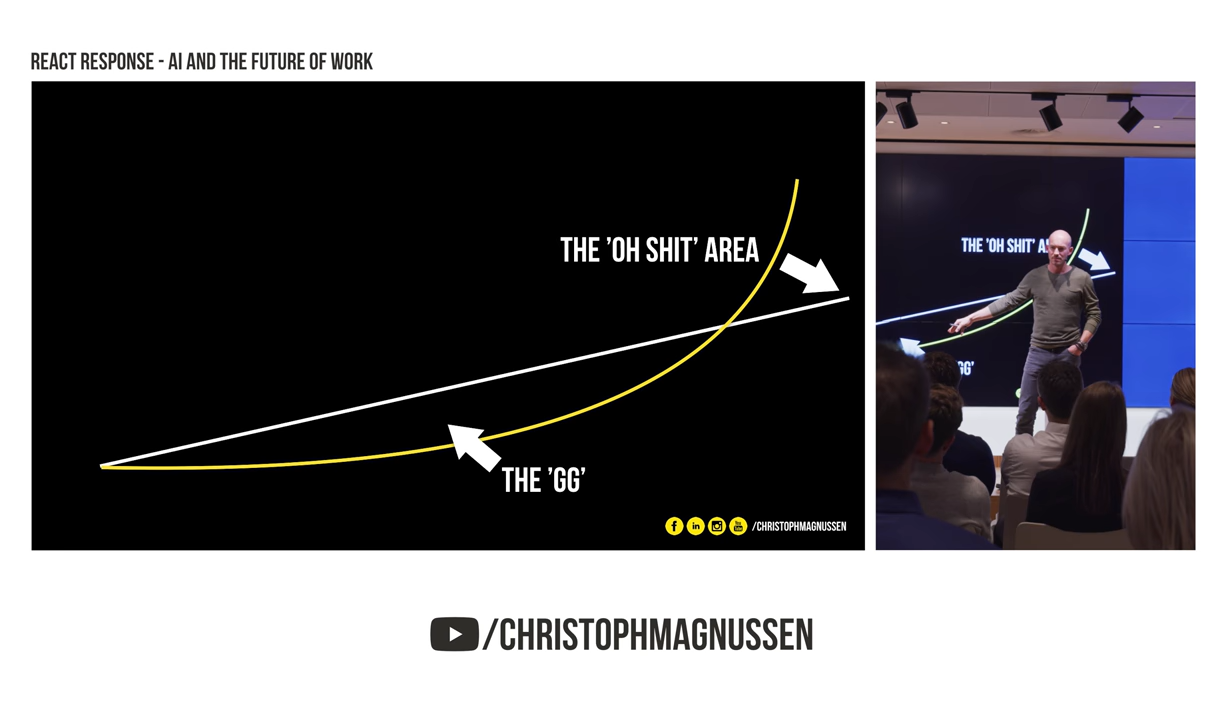 REACT RESPONSE - AI AND THE FUTURE OF WORK
THE 'OH SHIT' AREA
THE 'GG'
/CHRISTOPHMAGNUSSEN
THE 'OH SHIT' A
GG'
/CHRISTOPHMAGNUSSEN